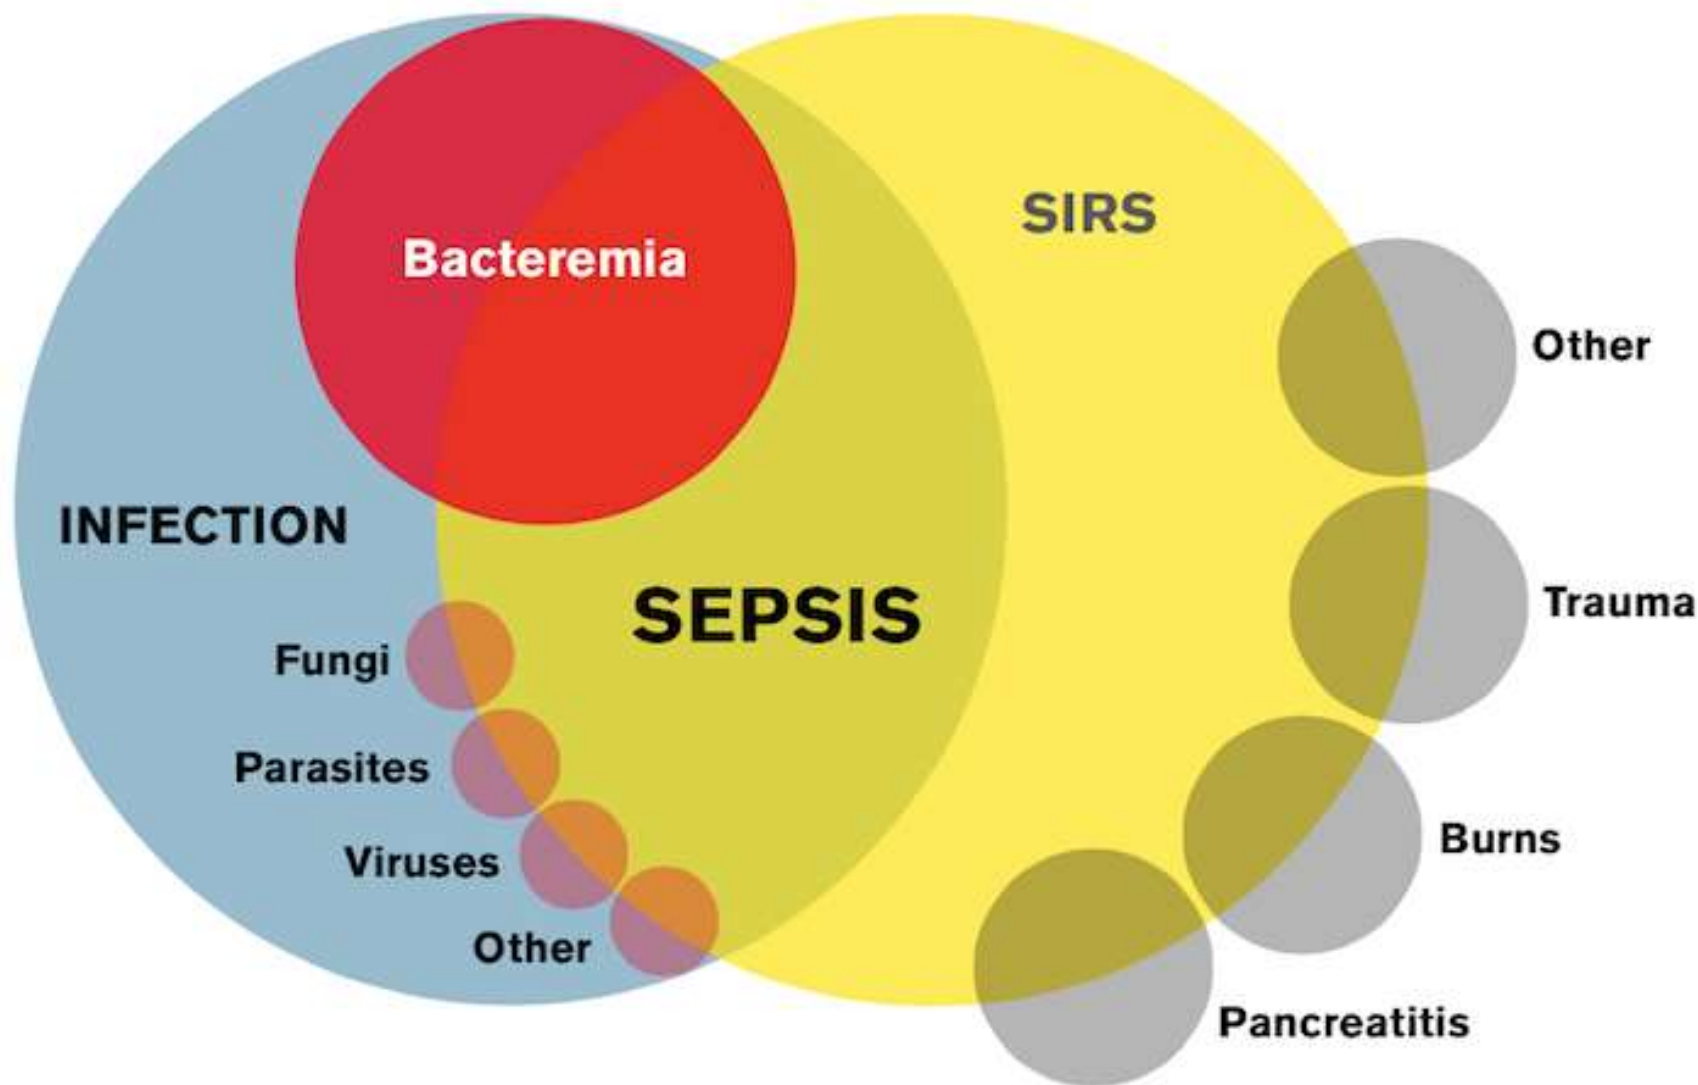 Bacteremia
SIRS
Other
INFECTION
SEPSIS
Trauma
Fungi
Parasites
Viruses
Burns
Other
Pancreatitis